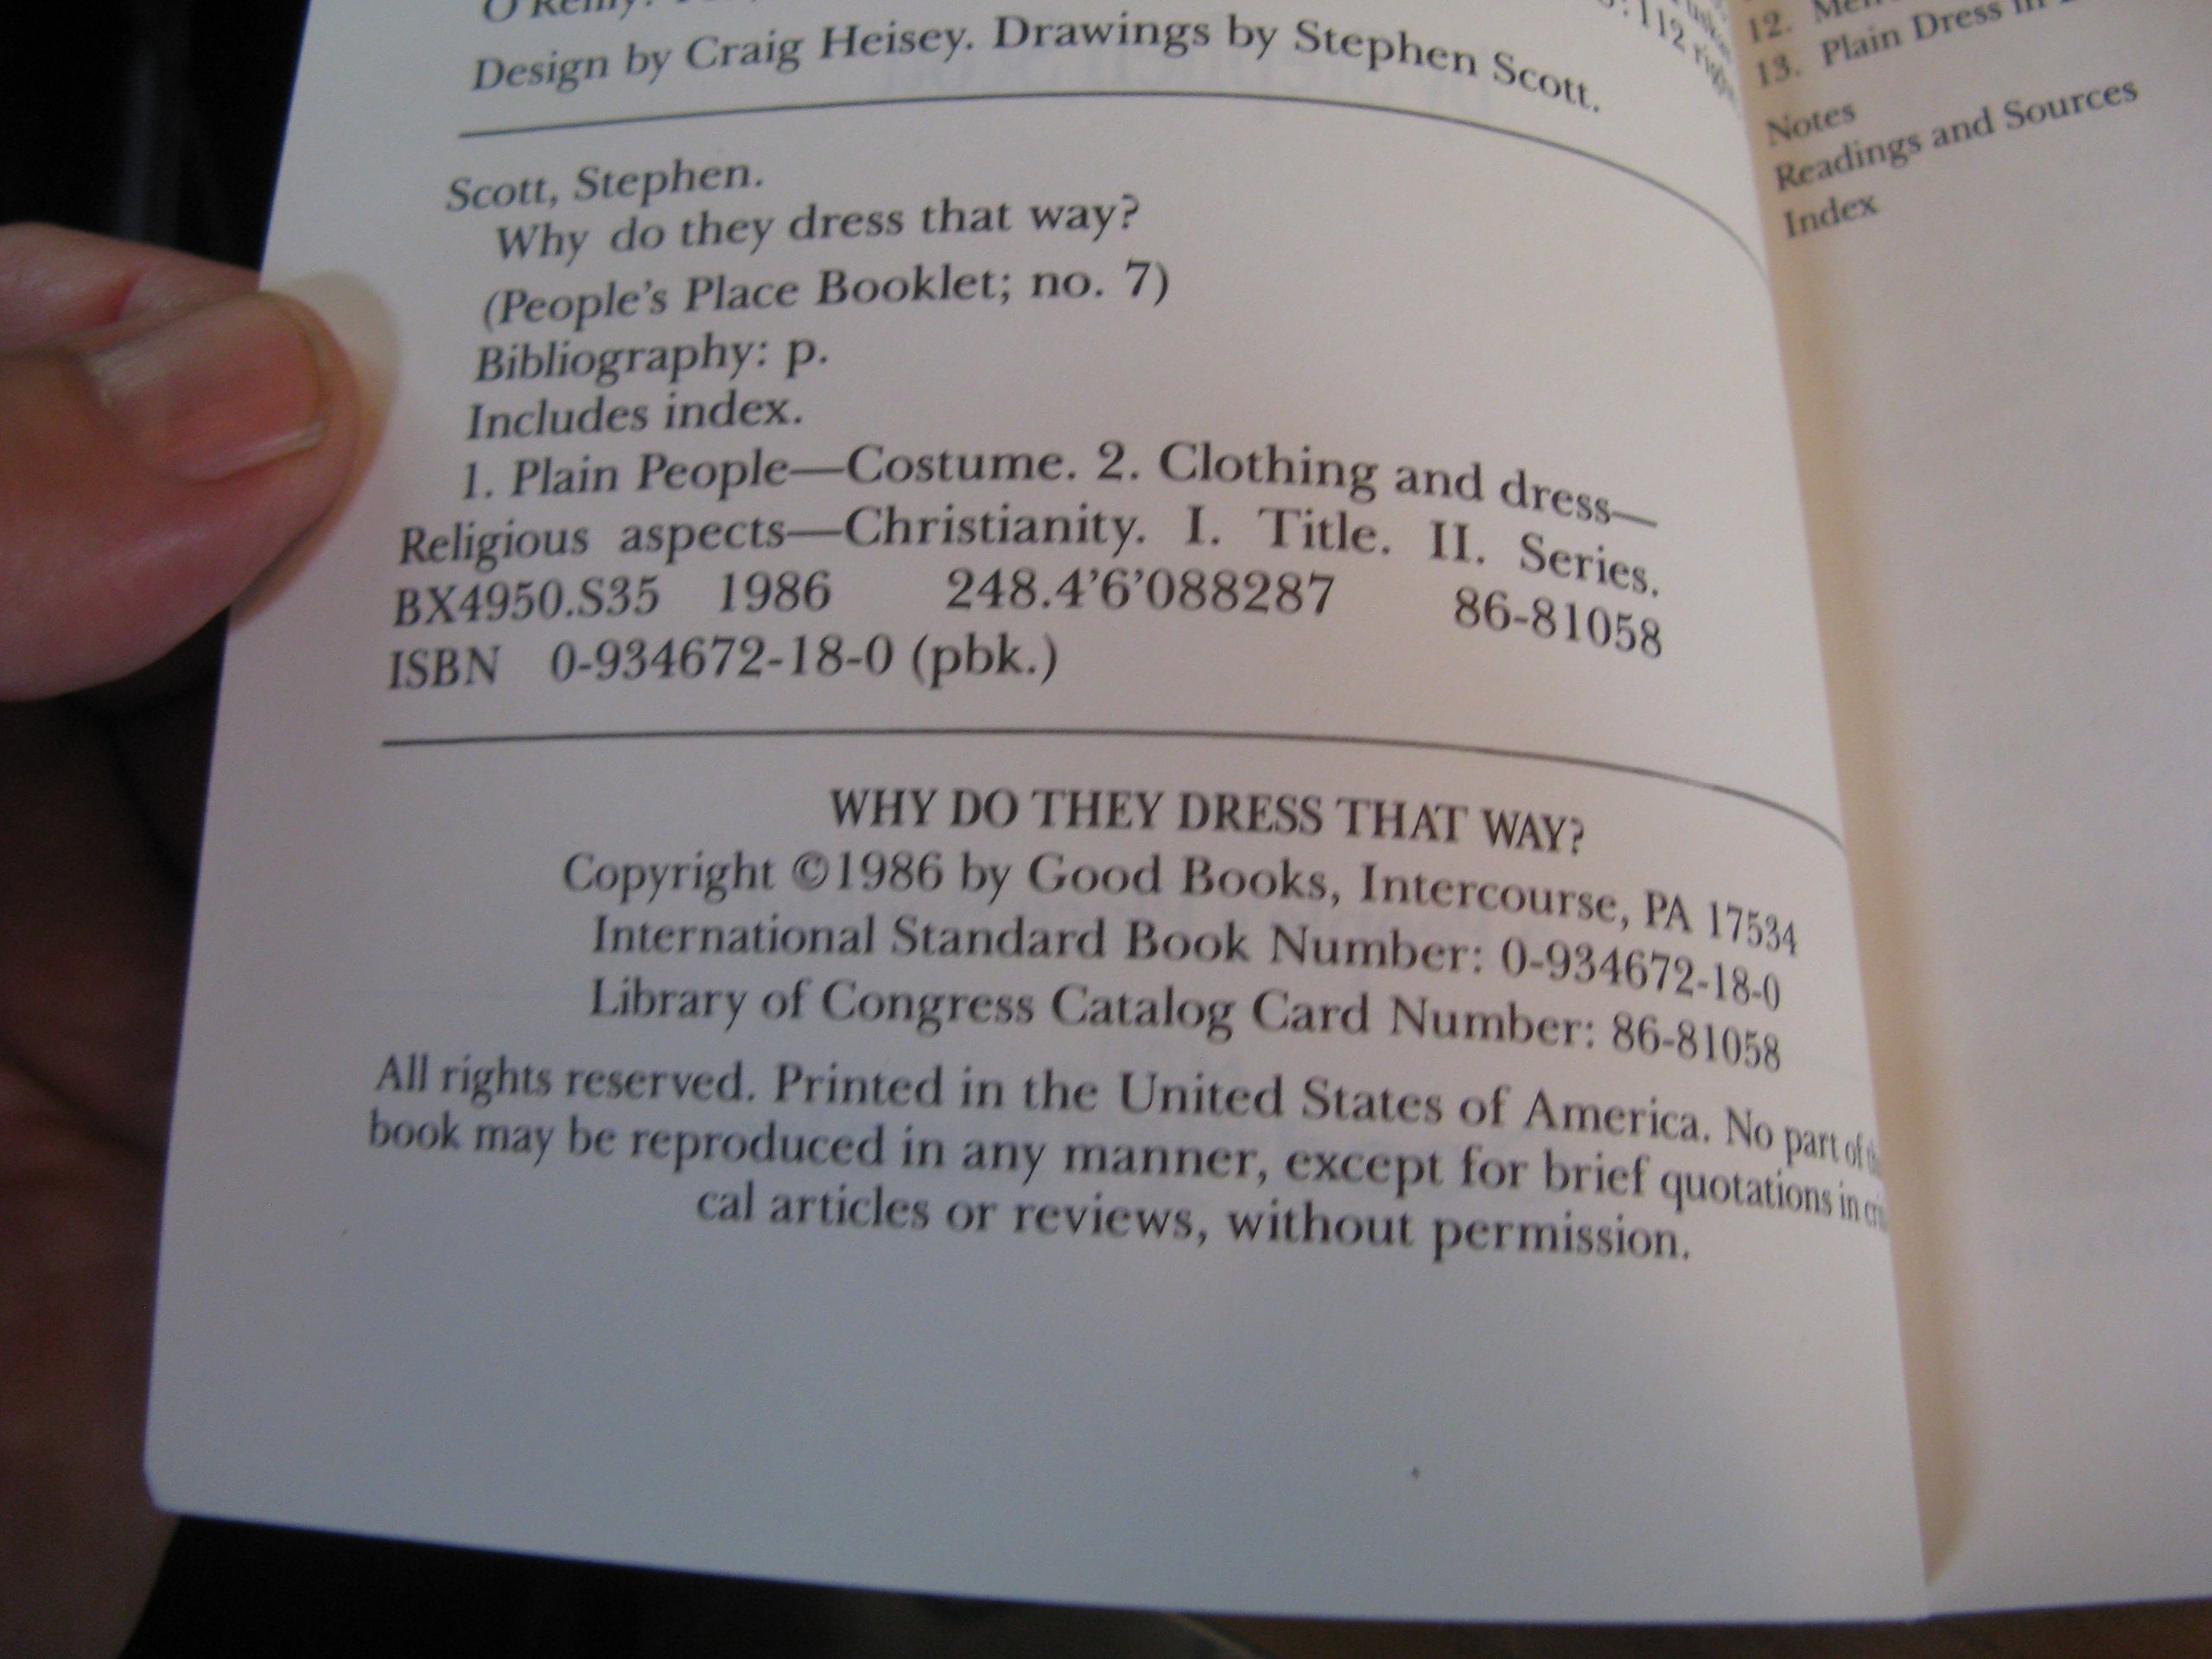 Design by Craig Heisey. Drawings by Stephen Scott.
Scott, Stephen.
Why do they dress that way?
(People's Place Booklet; no. 7)
Bibliography: p.
Includes index.
1. Plain People—Costume. 2. Clothing and dress—
Religious aspects—Christianity. I. Title. II. Series.
BX4950.S35 1986 248.4'6'088287 86-81058
ISBN 0-934672-18-0 (pbk.)
WHY DO THEY DRESS THAT WAY?
Copyright ©1986 by Good Books, Intercourse, PA 17534
International Standard Book Number: 0-934672-18-0
Library of Congress Catalog Card Number: 86-81058
All rights reserved. Printed in the United States of America. No part of
book may be reproduced in any manner, except for brief quotations in
cal articles or reviews, without permission.
12.
13. Plain Dress in
Notes
Readings and Sources
Index